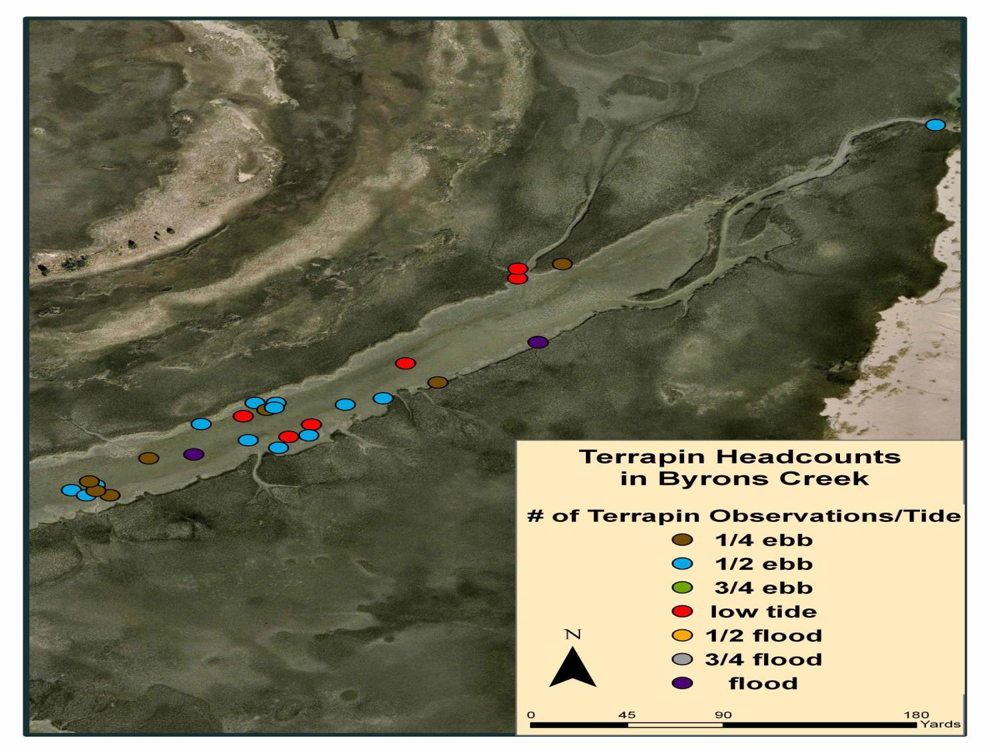 Terrapin Headcounts
in Byrons Creek
# of Terrapin Observations/Tide
1/4 ebb
1/2 ebb
3/4 ebb
low tide
1/2 flood
3/4 flood
flood
N
0 45 90 180
Yards